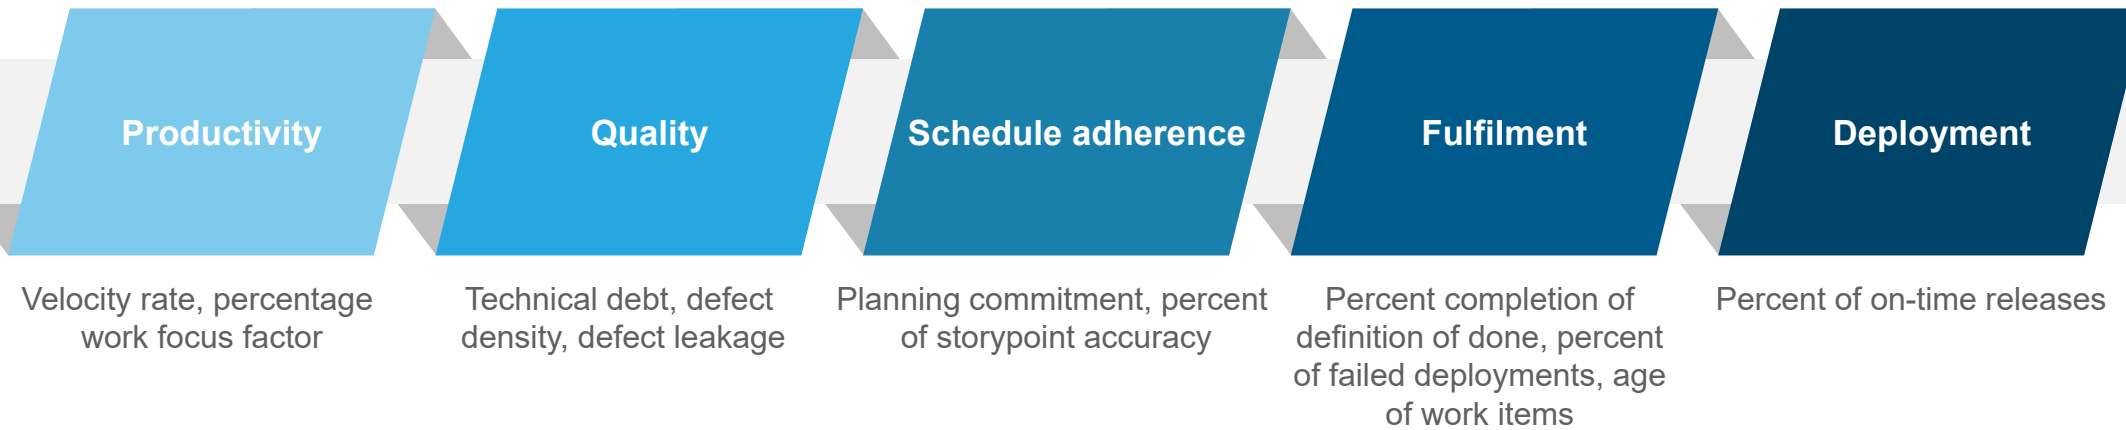 Productivity
Velocity rate, percentage
work focus factor
Quality
Technical debt, defect
density, defect leakage
Schedule adherence
Planning commitment, percent
of storypoint accuracy
Fulfilment
Percent completion of
definition of done, percent
of failed deployments, age
of work items
Deployment
Percent of on-time releases